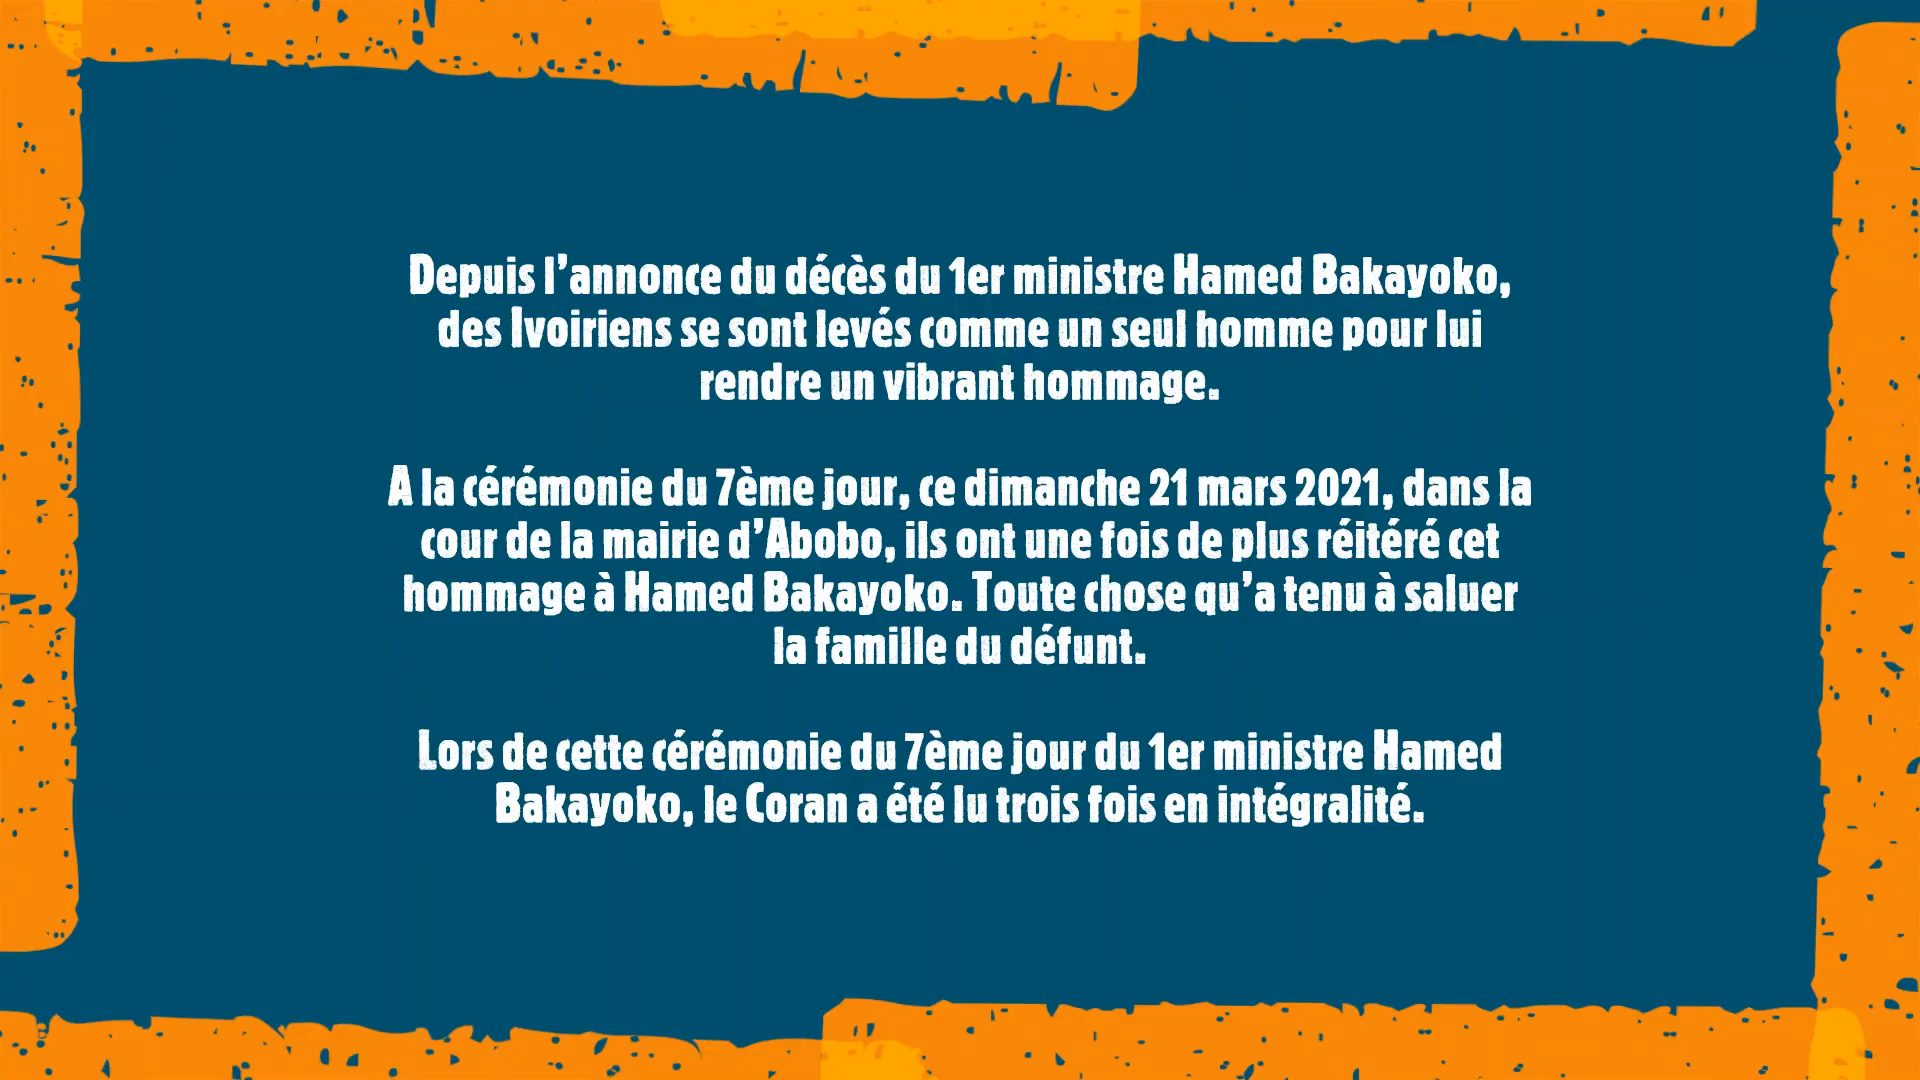 Depuis l'annonce du décès du 1er ministre Hamed Bakayoko,
des Ivoiriens se sont levés comme un seul homme pour lui
rendre un vibrant hommage.
A la cérémonie du 7ème jour, ce dimanche 21 mars 2021, dans la
cour de la mairie d'Abobo, ils ont une fois de plus réitéré cet
hommage à Hamed Bakayoko. Toute chose qu'a tenu à saluer
la famille du défunt.
Lors de cette cérémonie du 7ème jour du 1er ministre Hamed
Bakayoko, le Coran a été lu trois fois en intégralité.